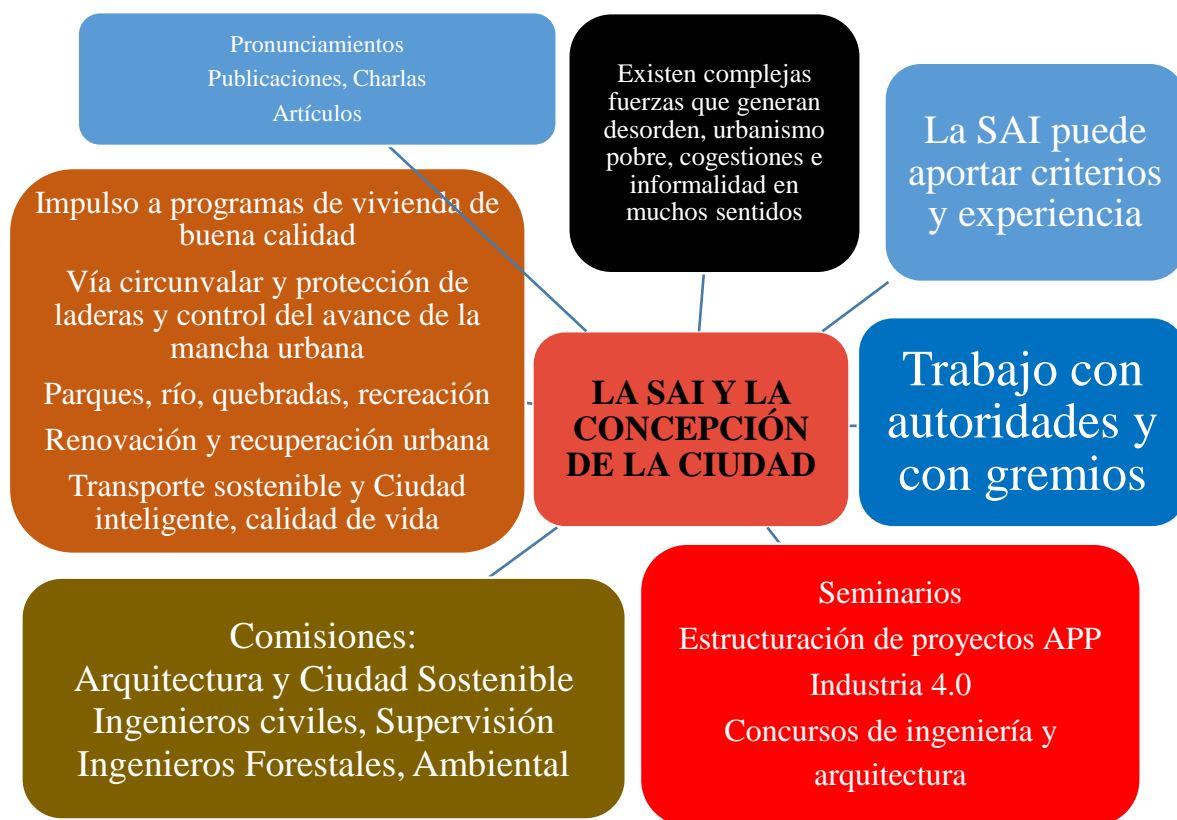 Pronunciamientos
Publicaciones, Charlas
Artículos
Existen complejas
fuerzas que generan
desorden, urbanismo
pobre, cogestiones e
informalidad en
muchos sentidos
La SAI puede
aportar criterios
y experiencia
Impulso a programas de vivienda de
buena calidad
Vía circunvalar y protección de
laderas y control del avance de la
mancha urbana
Parques, río, quebradas, recreación
Renovación y recuperación urbana
Transporte sostenible y Ciudad
inteligente, calidad de vida
LA SAI Y LA
CONCEPCIÓN
DE LA CIUDAD
Trabajo con
autoridades y
con gremios
Comisiones:
Arquitectura y Ciudad Sostenible
Ingenieros civiles, Supervisión
Ingenieros Forestales, Ambiental
Seminarios
Estructuración de proyectos APP
Industria 4.0
Concursos de ingeniería y
arquitectura